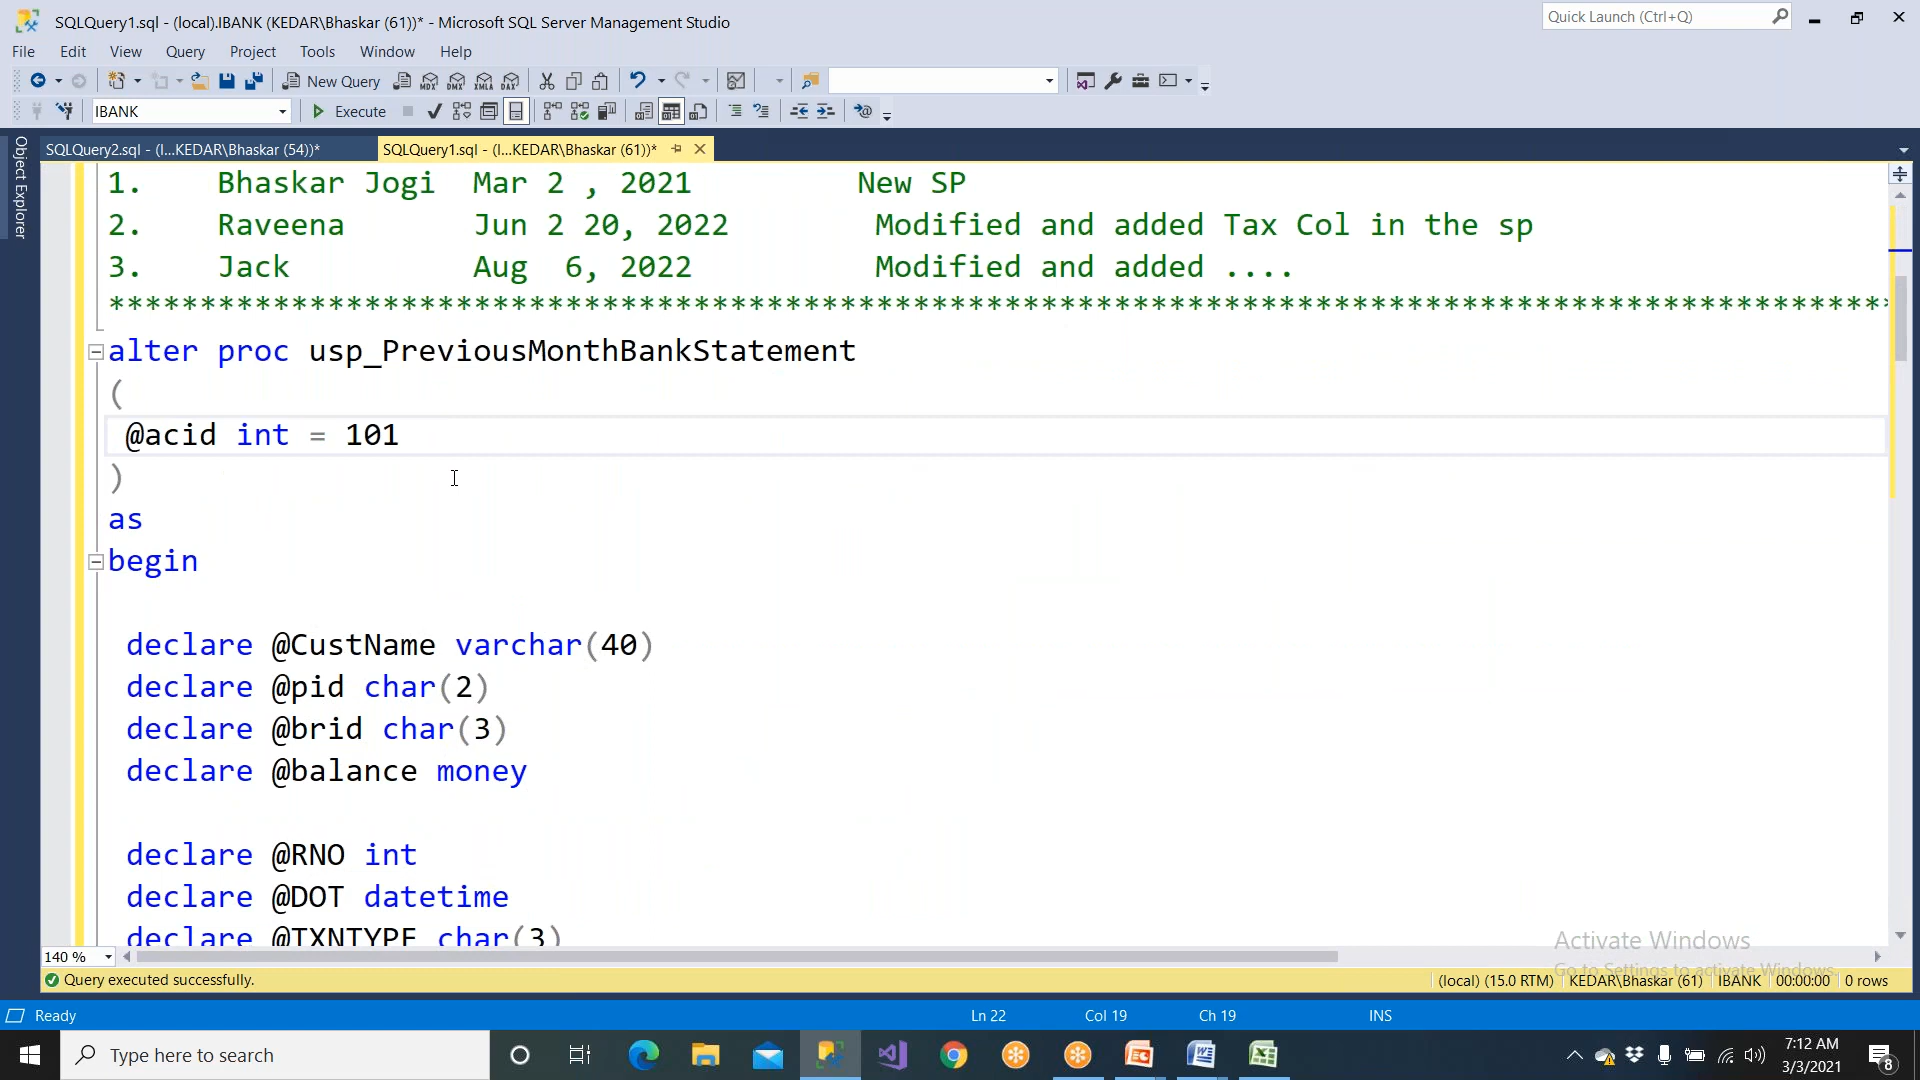 SQLQuery1.sql - (local).IBANK (KEDAR\Bhaskar (61))* - Microsoft SQL Server Management Studio
Quick Launch (Ctrl+Q)
File Edit View Query Project Tools Window Help
New Query
IBANK
Execute
SQLQuery2.sql - (l...KEDAR\Bhaskar (54))*
SQLQuery1.sql - (l...KEDAR\Bhaskar (61))*
Object Explorer
1. Bhaskar Jogi Mar 2 , 2021 New SP
2. Raveena Jun 2 20, 2022 Modified and added Tax Col in the sp
3. Jack Aug 6, 2022 Modified and added ....
*************************************************************************************************
alter proc usp_PreviousMonthBankStatement
(
@acid int = 101
)
as
begin
declare @CustName varchar(40)
declare @pid char(2)
declare @brid char(3)
declare @balance money
declare @RNO int
declare @DOT datetime
declare @TXNTYPE char(3)
Activate Windows
Go to Settings to activate Windows.
140 %
Query executed successfully.
(local) (15.0 RTM) KEDAR\Bhaskar (61) IBANK 00:00:00 0 rows
Ready
Ln 22 Col 19 Ch 19 INS
Type here to search
7:12 AM
3/3/2021
8